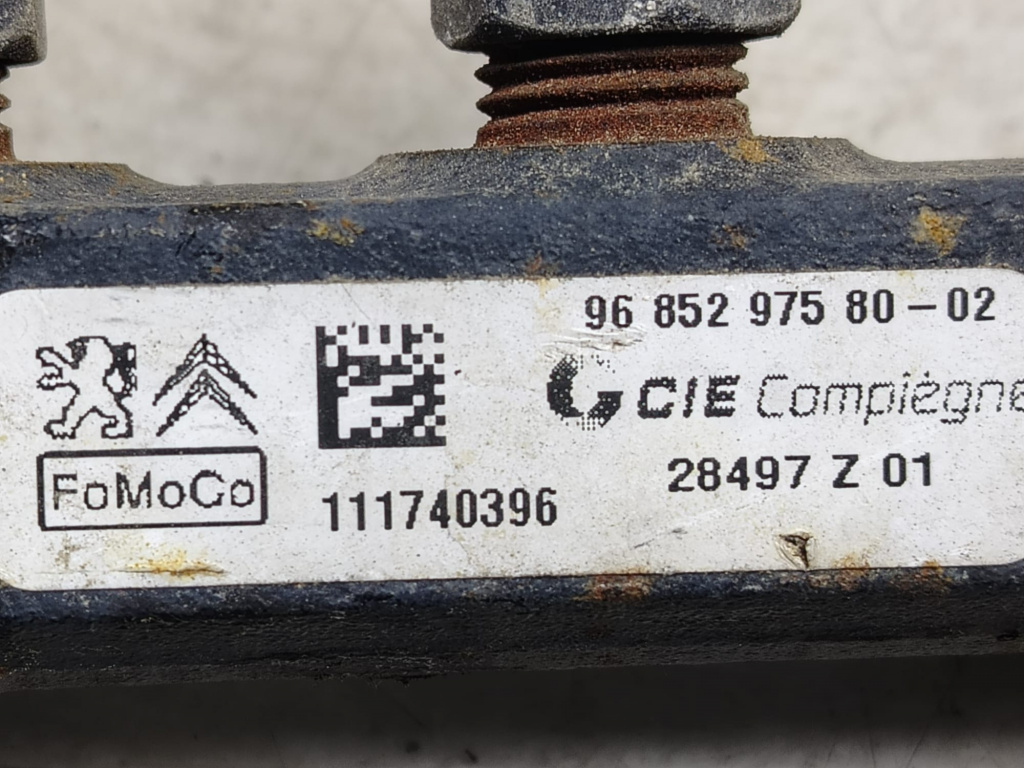 96 852 975 80-02
CIE Compiègne
FoMoCo
111740396
28497 Z 01